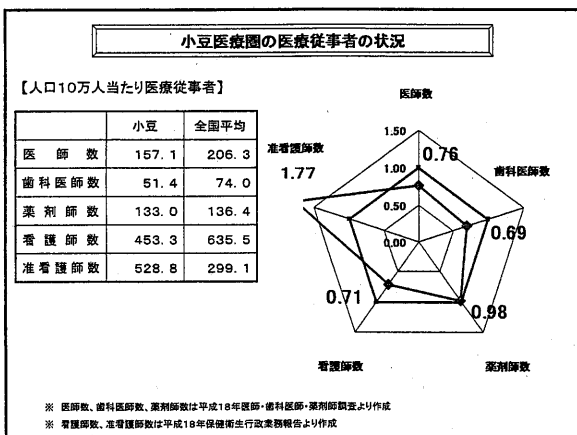 小豆医療圏の医療従事者の状況
【人口10万人当たり医療従事者】
小豆 全国平均
医師数 157.1 206.3
歯科医師数 51.4 74.0
薬剤師数 133.0 136.4
看護師数 453.3 635.5
准看護師数 528.8 299.1
医師数
1.50
准看護師数
0.76
1.77
1.00
歯科医師数
0.50
0.69
0.00
0.71
0.98
看護師数
薬剤師数
※ 医師数、歯科医師数、薬剤師数は平成18年医師・歯科医師・薬剤師調査より作成
※ 看護師数、准看護師数は平成18年保健衛生行政業務報告より作成